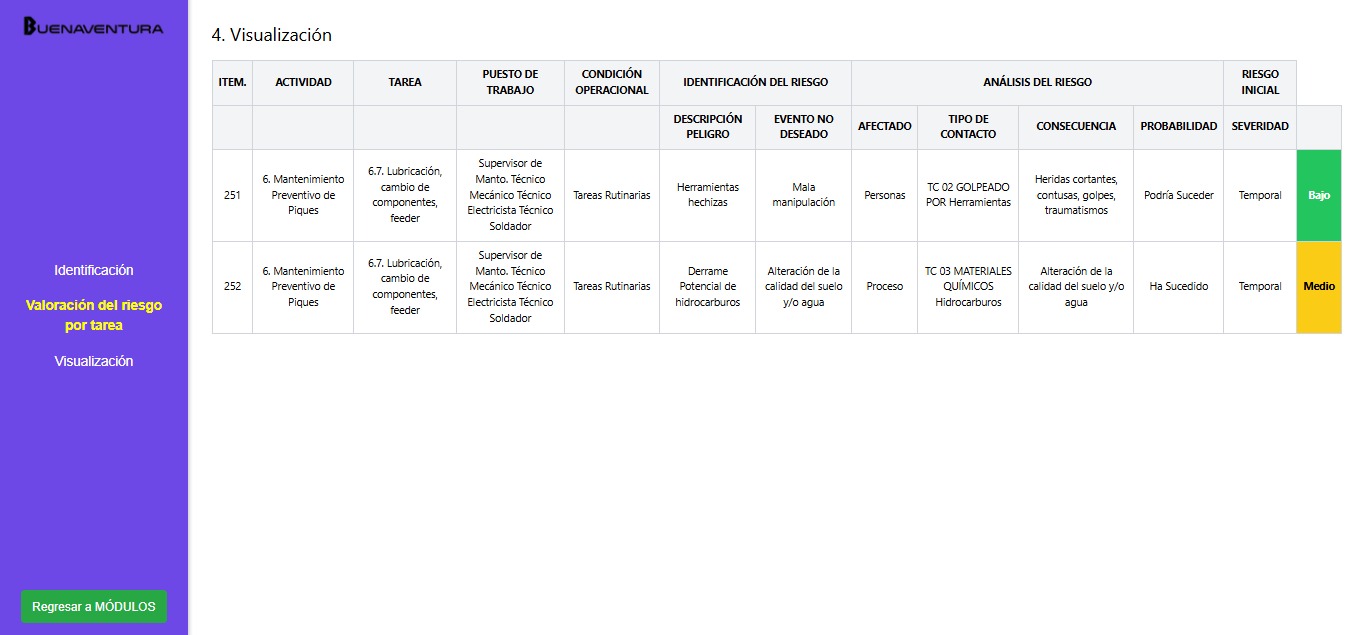 BUENAVENTURA
Identificación
Valoración del riesgo
por tarea
Visualización
Regresar a MÓDULOS
4. Visualización
ITEM. ACTIVIDAD TAREA PUESTO DE TRABAJO CONDICIÓN OPERACIONAL IDENTIFICACIÓN DEL RIESGO ANÁLISIS DEL RIESGO RIESGO INICIAL
DESCRIPCIÓN PELIGRO EVENTO NO DESEADO AFECTADO TIPO DE CONTACTO CONSECUENCIA PROBABILIDAD SEVERIDAD
251
6. Mantenimiento
Preventivo de
Piques
6.7. Lubricación,
cambio de
componentes,
feeder
Supervisor de
Manto. Técnico
Mecánico Técnico
Electricista Técnico
Soldador
Tareas Rutinarias
Herramientas
hechizas
Mala
manipulación
Personas
TC 02 GOLPEADO
POR Herramientas
Heridas cortantes,
contusas, golpes,
traumatismos
Podría Suceder
Temporal
Bajo
252
6. Mantenimiento
Preventivo de
Piques
6.7. Lubricación,
cambio de
componentes,
feeder
Supervisor de
Manto. Técnico
Mecánico Técnico
Electricista Técnico
Soldador
Tareas Rutinarias
Derrame
Potencial de
hidrocarburos
Alteración de la
calidad del suelo
y/o agua
Proceso
TC 03 MATERIALES
QUÍMICOS
Hidrocarburos
Alteración de la
calidad del suelo y/o
agua
Ha Sucedido
Temporal
Medio